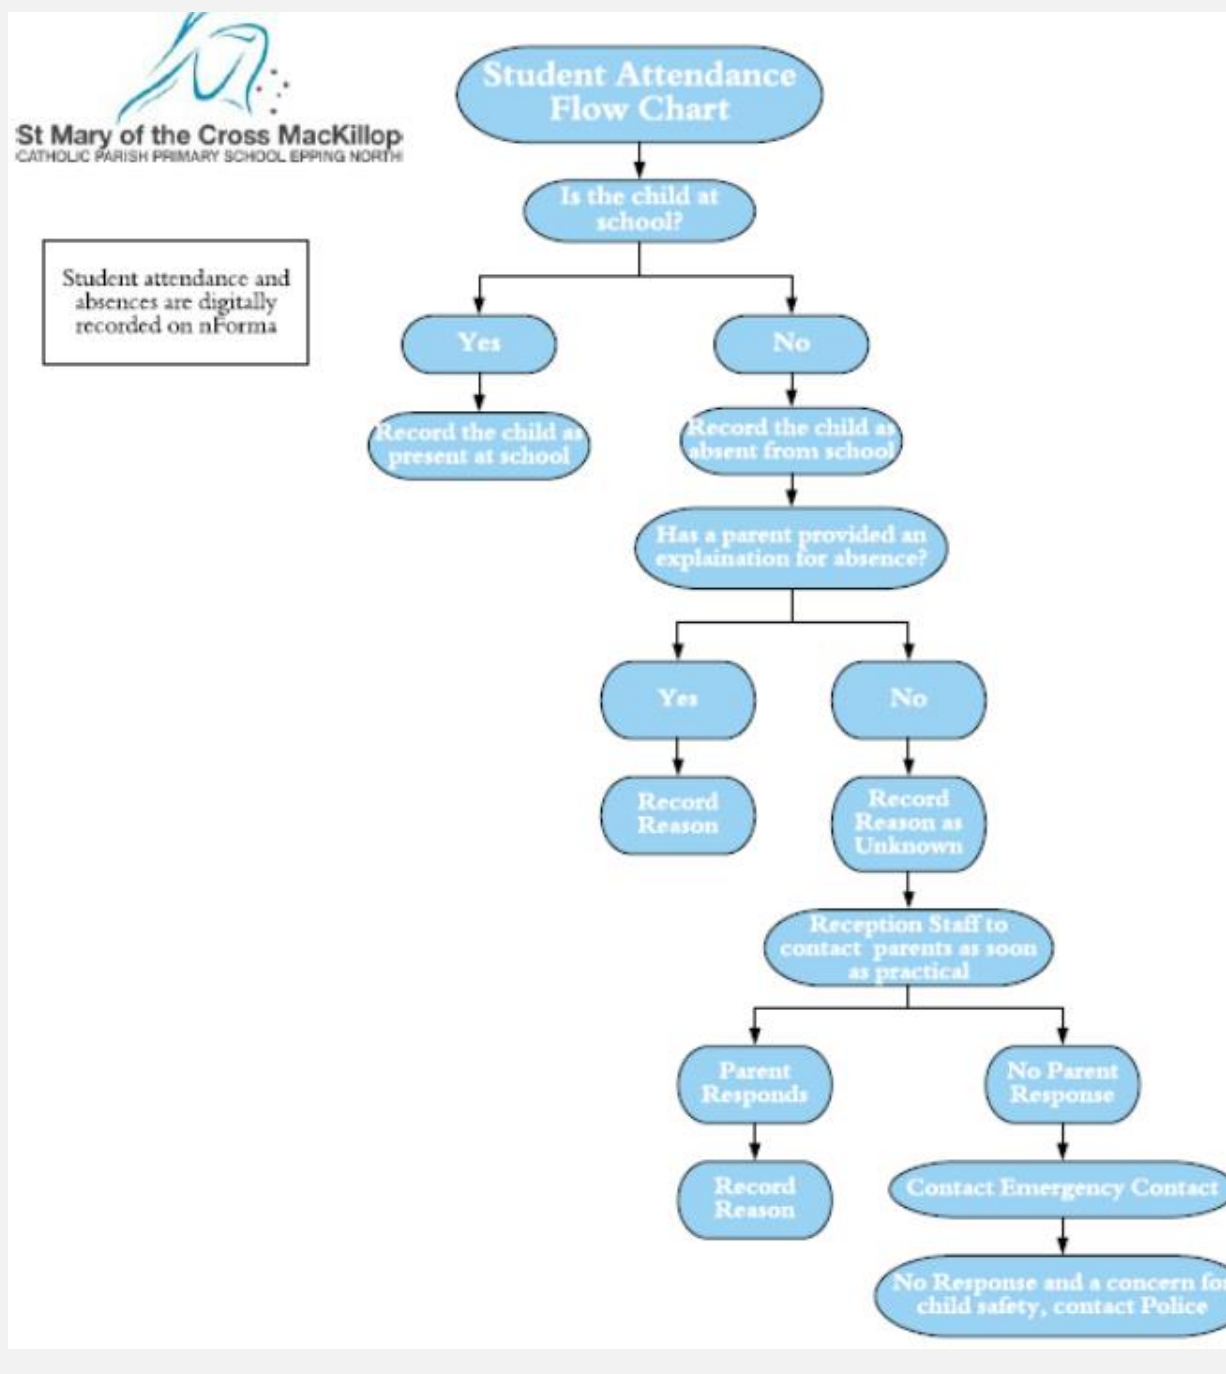 St Mary of the Cross MacKillop
CATHOLIC PARISH PRIMARY SCHOOL EPPING NORTH
Student Attendance
Flow Chart
Is the child at
school?
Student attendance and
absences are digitally
recorded on nForma
Yes
No
Record the child as
present at school
Record the child as
absent from school
Has a parent provided an
explaination for absence?
Yes
No
Record
Reason
Record
Reason as
Unknown
Reception Staff to
contact parents as soon
as practical
Parent
Responds
No Parent
Response
Record
Reason
Contact Emergency Contact
No Response and a concern for
child safety, contact Police